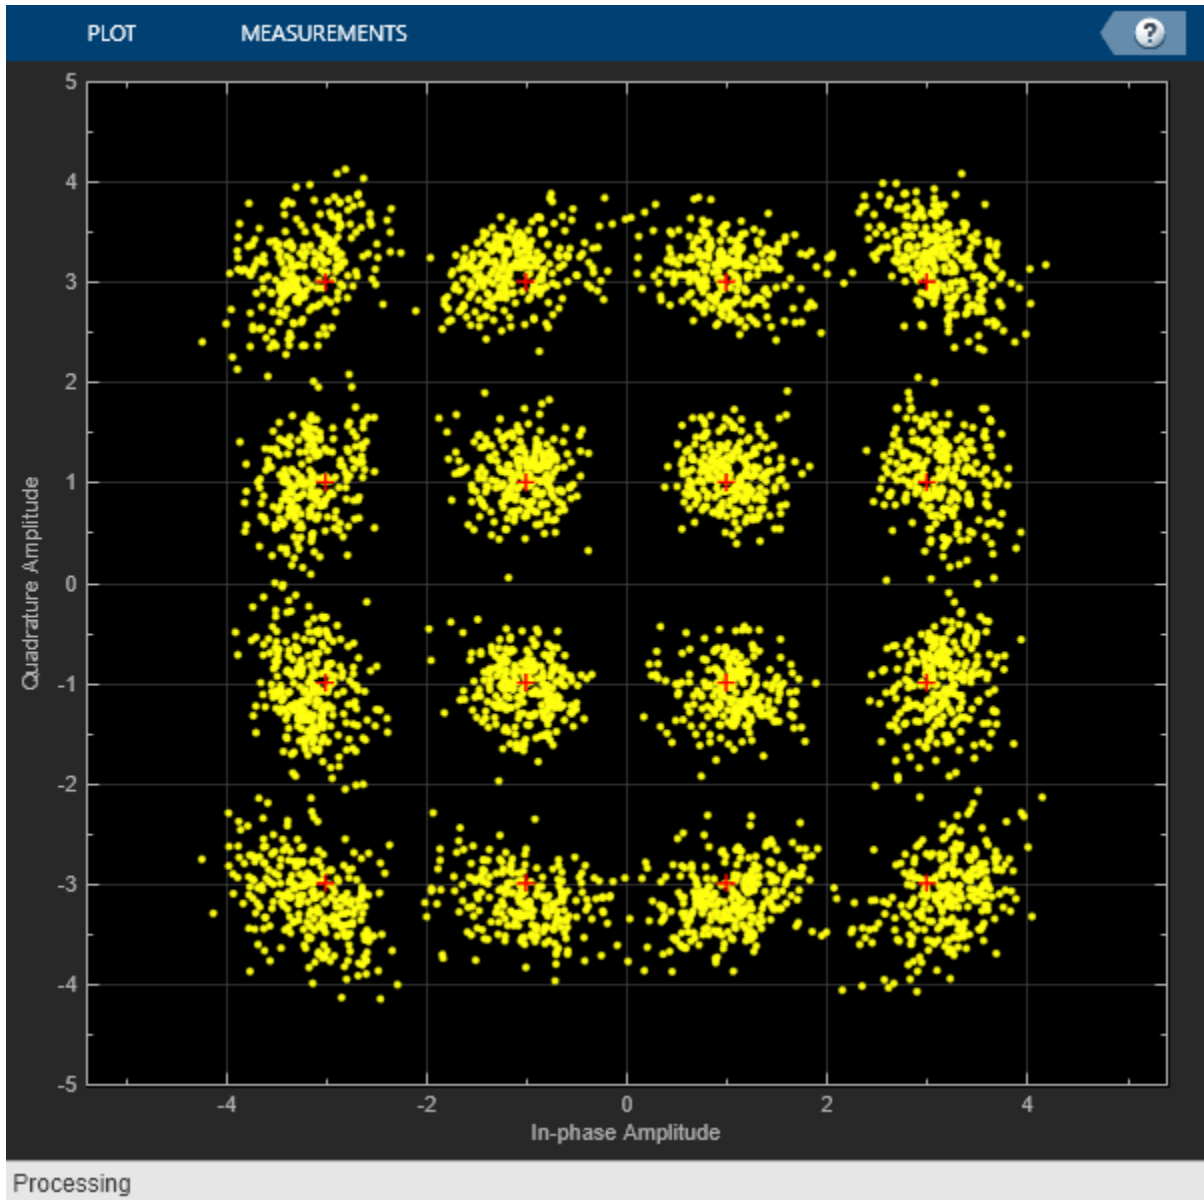 PLOT MEASUREMENTS ?
5
4
3
2
1
0
-1
-2
-3
-4
-5
Quadrature Amplitude
-4 -2 0 2 4
In-phase Amplitude
Processing